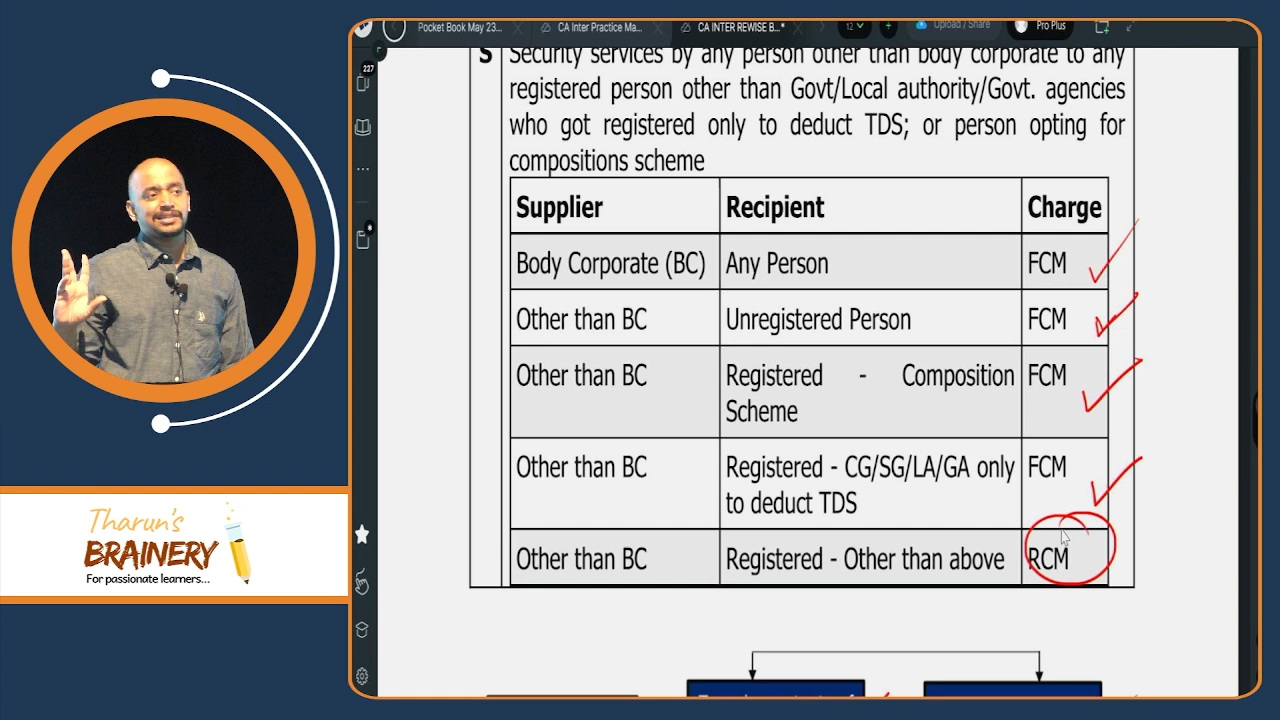 Pocket Book May 23...
CA Inter Practice Ma...
CA INTER REWISE B...*
12
Upload / Share
Pro Plus
227
S
Security services by any person other than body corporate to any
registered person other than Govt/Local authority/Govt. agencies
who got registered only to deduct TDS; or person opting for
compositions scheme
Supplier Recipient Charge
Body Corporate (BC) Any Person FCM
Other than BC Unregistered Person FCM
Other than BC Registered - Composition FCM
Scheme
Other than BC Registered - CG/SG/LA/GA only FCM
to deduct TDS
Other than BC Registered - Other than above RCM
Tharun's
BRAINERY
For passionate learners...